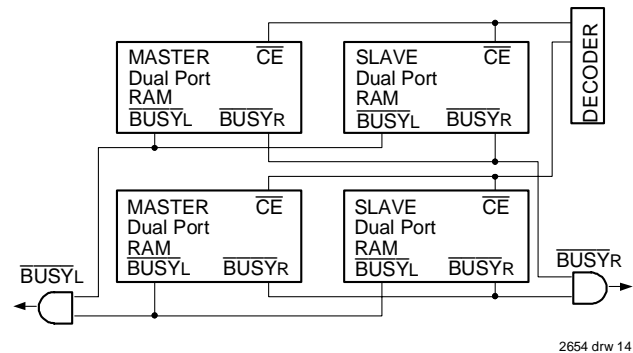 MASTER CE
Dual Port
RAM
BUSYL BUSYR
SLAVE CE
Dual Port
RAM
BUSYL BUSYR
DECODER
MASTER CE
Dual Port
RAM
BUSYL BUSYR
SLAVE CE
Dual Port
RAM
BUSYL BUSYR
BUSYL
BUSYR
2654 drw 14